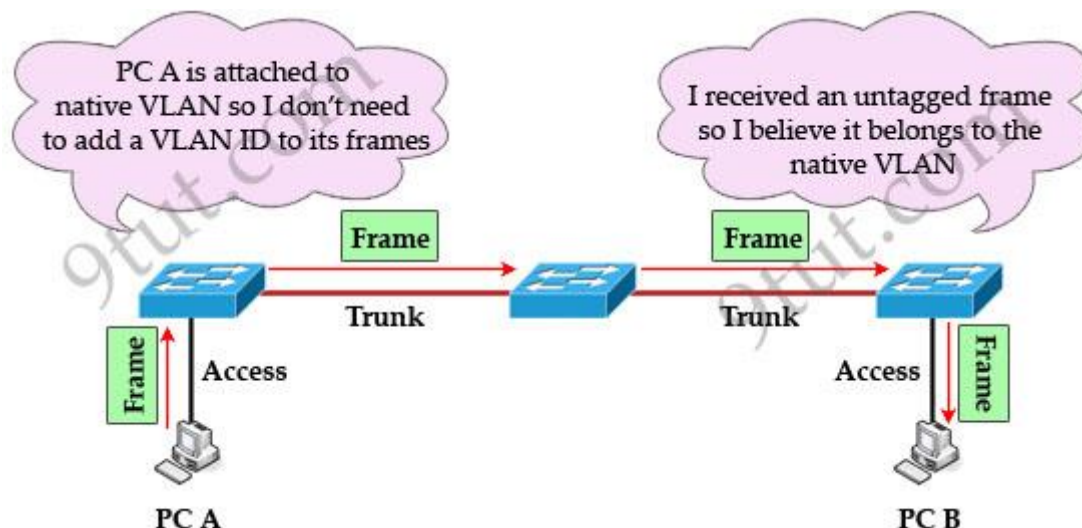 PC A is attached to
native VLAN so I don't need
to add a VLAN ID to its frames
I received an untagged frame
so I believe it belongs to the
native VLAN
9tut.com
9tut.com
Frame
Frame
Trunk
Trunk
Frame
Access
Access
Frame
PC A
PC B